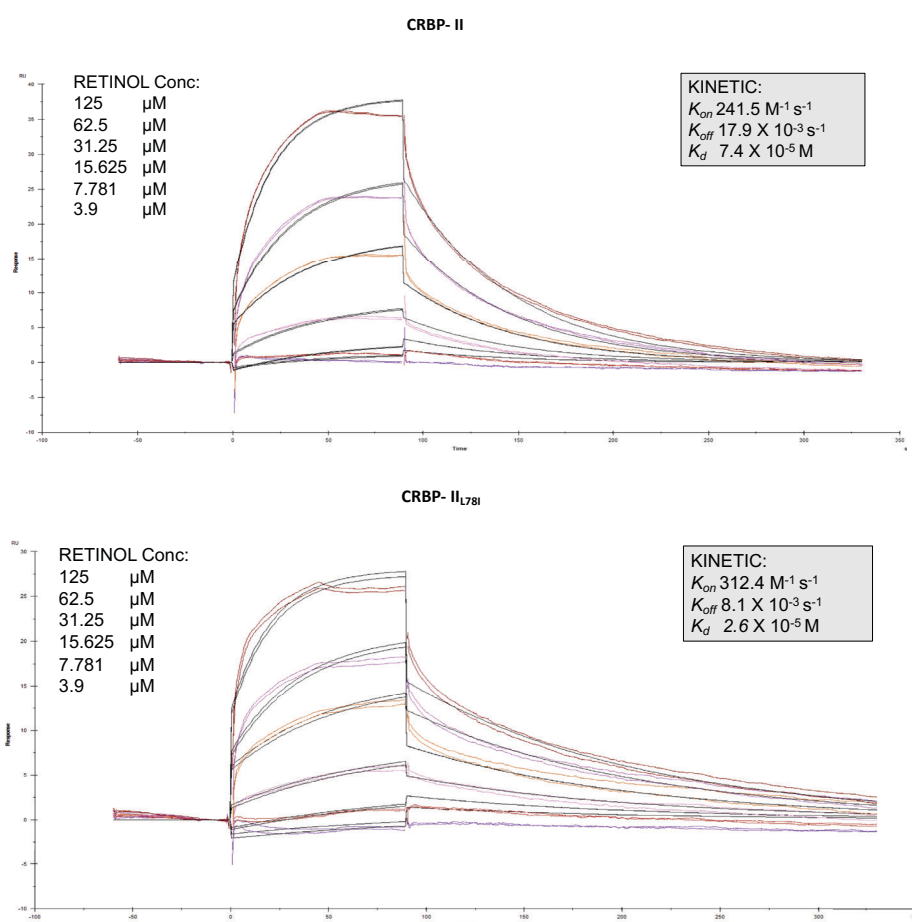 CRBP- II
RU
RETINOL Conc:
125 µM
62.5 µM
31.25 µM
15.625 µM
7.781 µM
3.9 µM
KINETIC:
Kon 241.5 M-1 s-1
Koff 17.9 X 10-3 s-1
Kd 7.4 X 10-5 M
40
35
30
25
20
15
10
5
0
-5
-10
Response
-100
-50
0
50
100
150
200
250
300
350
Time
s
CRBP- IIL78I
RU
RETINOL Conc:
125 µM
62.5 µM
31.25 µM
15.625 µM
7.781 µM
3.9 µM
KINETIC:
Kon 312.4 M-1 s-1
Koff 8.1 X 10-3 s-1
Kd 2.6 X 10-5 M
30
25
20
15
10
5
0
-5
-10
Response
-100
-50
0
50
100
150
200
250
300